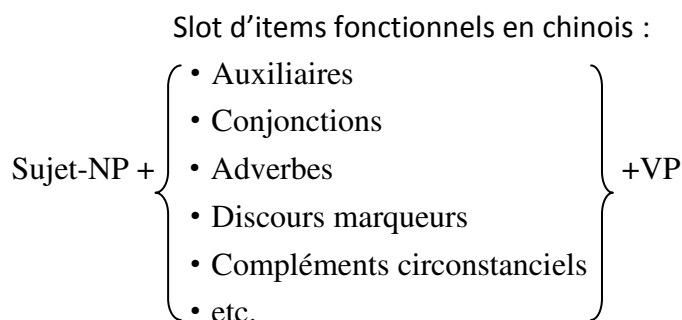 Slot d’items fonctionnels en chinois :
• Auxiliaires
• Conjonctions
Sujet-NP + • Adverbes +VP
• Discours marqueurs
• Compléments circonstanciels
• etc.